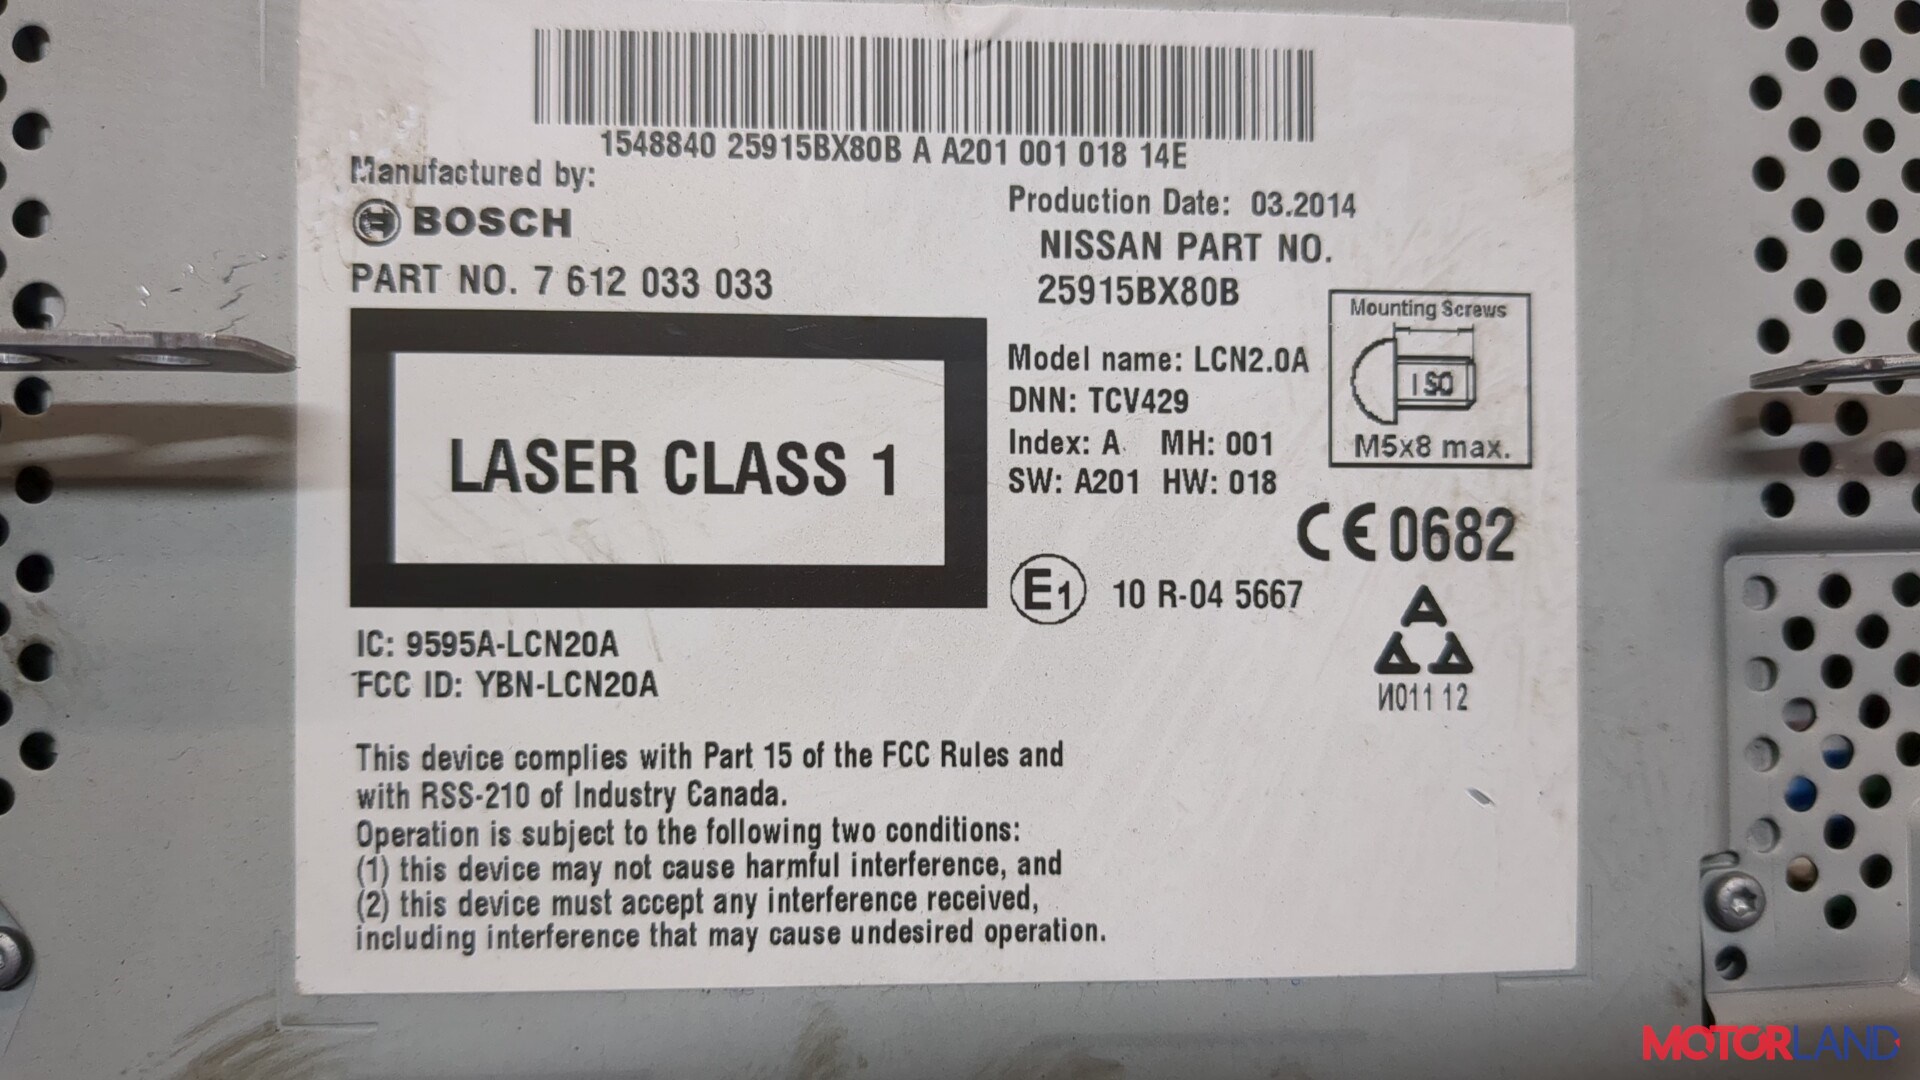 1548840 25915BX80B A A201 001 018 14E
Manufactured by:
BOSCH
PART NO. 7 612 033 033
Production Date: 03.2014
NISSAN PART NO.
25915BX80B
Mounting Screws
ISO
M5x8 max.
LASER CLASS 1
Model name: LCN2.0A
DNN: TCV429
Index: A MH: 001
SW: A201 HW: 018
CE0682
E1 10 R-04 5667
IC: 9595A-LCN20A
FCC ID: YBN-LCN20A
A
И011 12
This device complies with Part 15 of the FCC Rules and
with RSS-210 of Industry Canada.
Operation is subject to the following two conditions:
(1) this device may not cause harmful interference, and
(2) this device must accept any interference received,
including interference that may cause undesired operation.
MOTORLAND